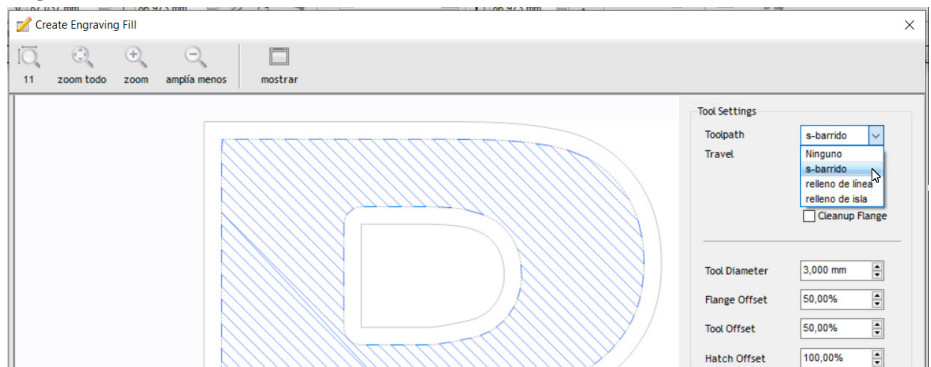 Create Engraving Fill
11
zoom todo
zoom
amplía menos
mostrar
Tool Settings
Toolpath
s-barrido
Travel
Ninguno
s-barrido
relleno de línea
relleno de isla
Cleanup Flange
Tool Diameter
3,000 mm
Flange Offset
50,00%
Tool Offset
50,00%
Hatch Offset
100,00%